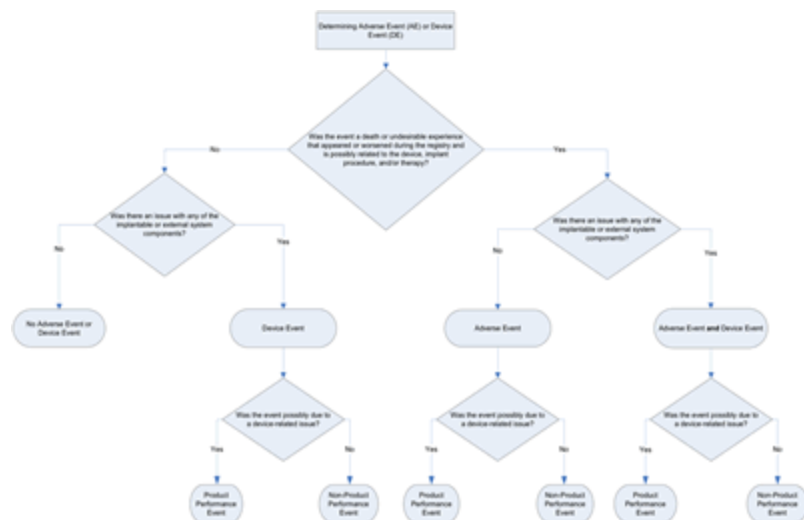 Determining Adverse Event (AE) or Device
Event (DE)
Was the event a death or undesirable experience
that appeared or worsened during the registry and
is possibly related to the device, implant
procedure, and/or therapy?
No
Yes
Was there an issue with any of the
implantable or external system
components?
Was there an issue with any of the
implantable or external system
components?
No
Yes
No
Yes
No Adverse Event or
Device Event
Device Event
Adverse Event
Adverse Event and Device Event
Was the event possibly due to
a device-related issue?
Was the event possibly due to
a device-related issue?
Was the event possibly due to
a device-related issue?
Yes
No
Yes
No
Yes
No
Product
Performance
Event
Non-Product
Performance
Event
Product
Performance
Event
Non-Product
Performance
Event
Product
Performance
Event
Non-Product
Performance
Event